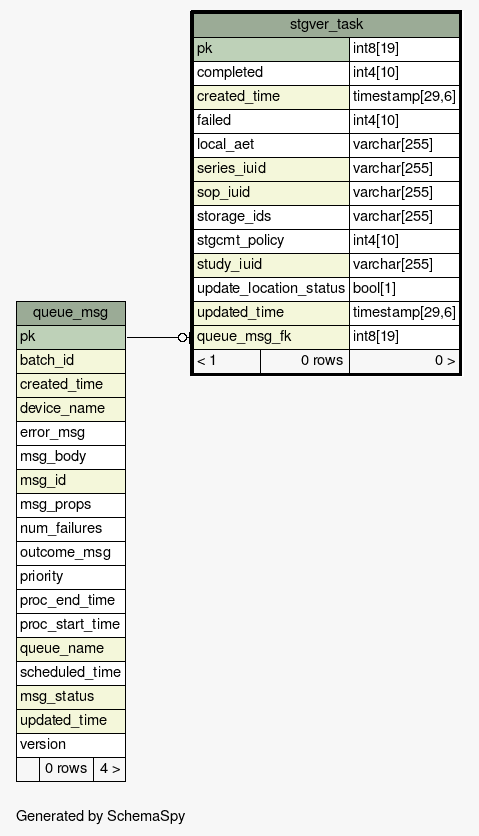 stgver_task
pk int8[19]
completed int4[10]
created_time timestamp[29,6]
failed int4[10]
local_aet varchar[255]
series_iuid varchar[255]
sop_iuid varchar[255]
storage_ids varchar[255]
stgcmt_policy int4[10]
study_iuid varchar[255]
update_location_status bool[1]
updated_time timestamp[29,6]
queue_msg_fk int8[19]
< 1 0 rows 0 >
queue_msg
pk
batch_id
created_time
device_name
error_msg
msg_body
msg_id
msg_props
num_failures
outcome_msg
priority
proc_end_time
proc_start_time
queue_name
scheduled_time
msg_status
updated_time
version
0 rows 4 >
Generated by SchemaSpy